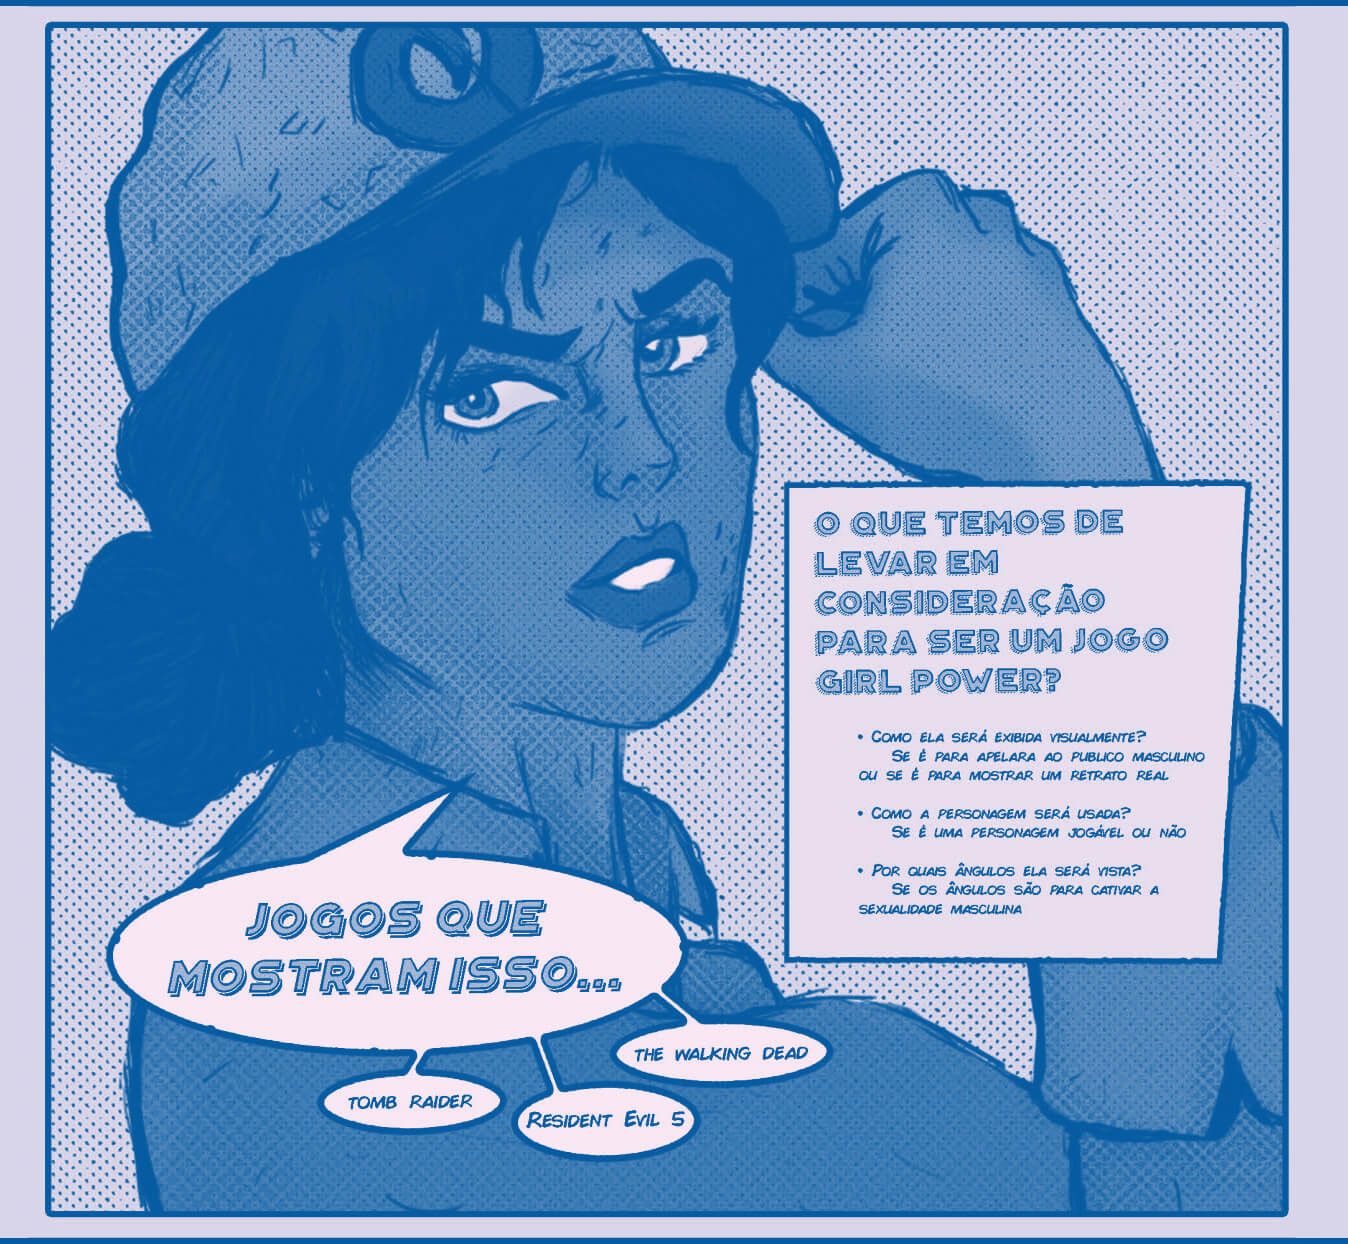 O QUE TEMOS DE
LEVAR EM
CONSIDERAÇÃO
PARA SER UM JOGO
GIRL POWER?
• COMO ELA SERÁ EXIBIDA VISUALMENTE?
SE É PARA APELARA AO PUBLICO MASCULINO
OU SE É PARA MOSTRAR UM RETRATO REAL
• COMO A PERSONAGEM SERÁ USADA?
SE É UMA PERSONAGEM JOGÁVEL OU NÃO
• POR QUAIS ÂNGULOS ELA SERÁ VISTA?
SE OS ÂNGULOS SÃO PARA CATIVAR A
SEXUALIDADE MASCULINA
JOGOS QUE
MOSTRAM ISSO...
THE WALKING DEAD
TOMB RAIDER
RESIDENT EVIL 5